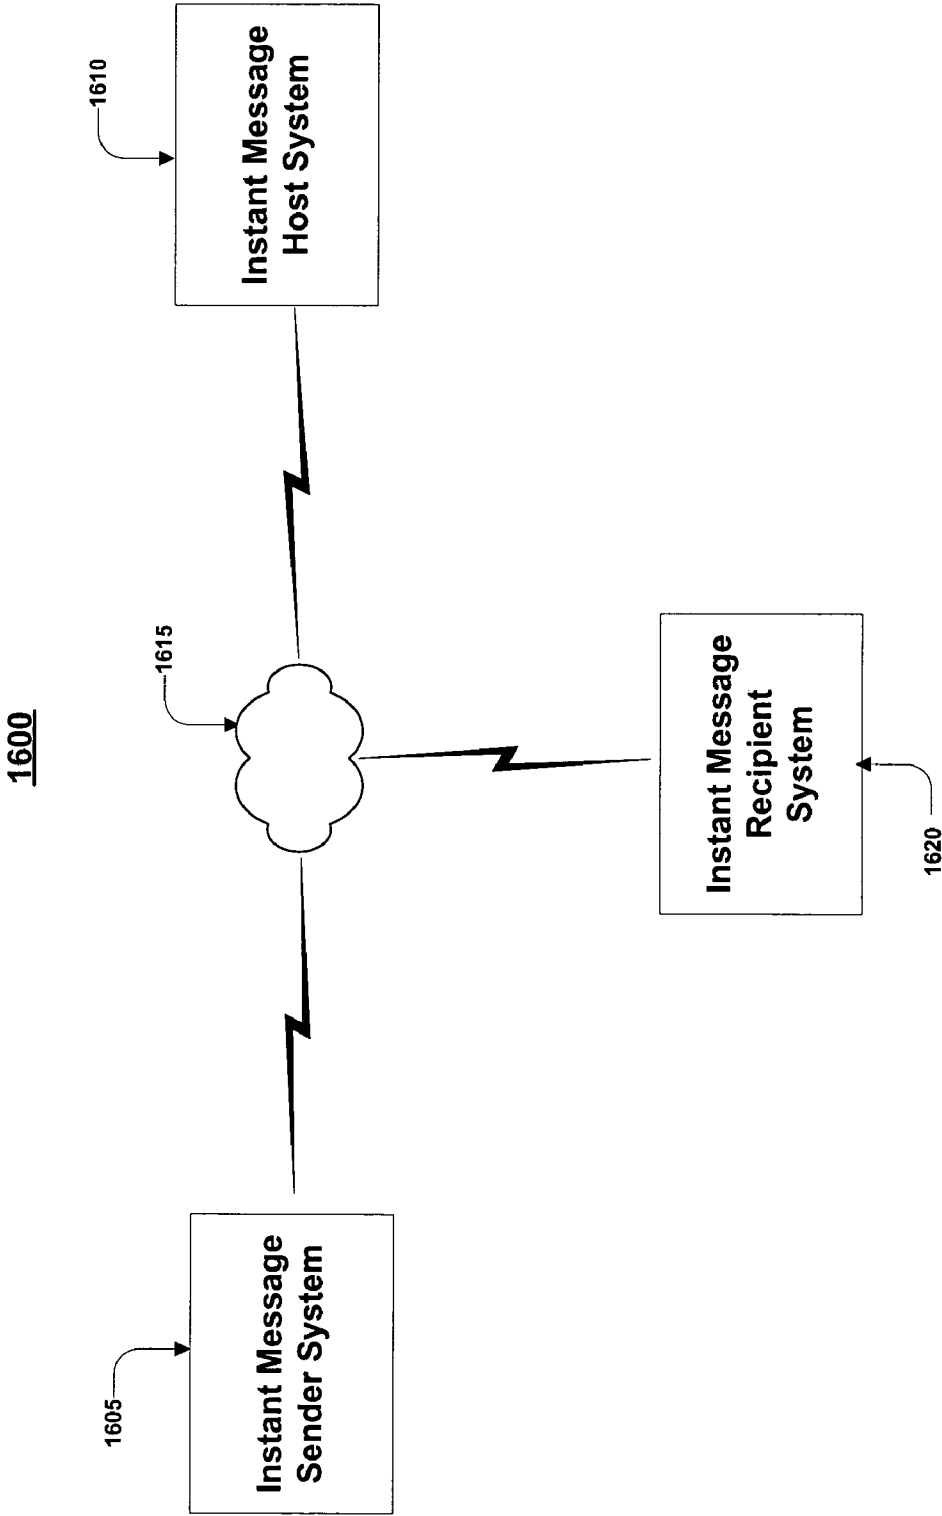 1600
1605
Instant Message
Sender System
1615
1610
Instant Message
Host System
Instant Message
Recipient
System
1620